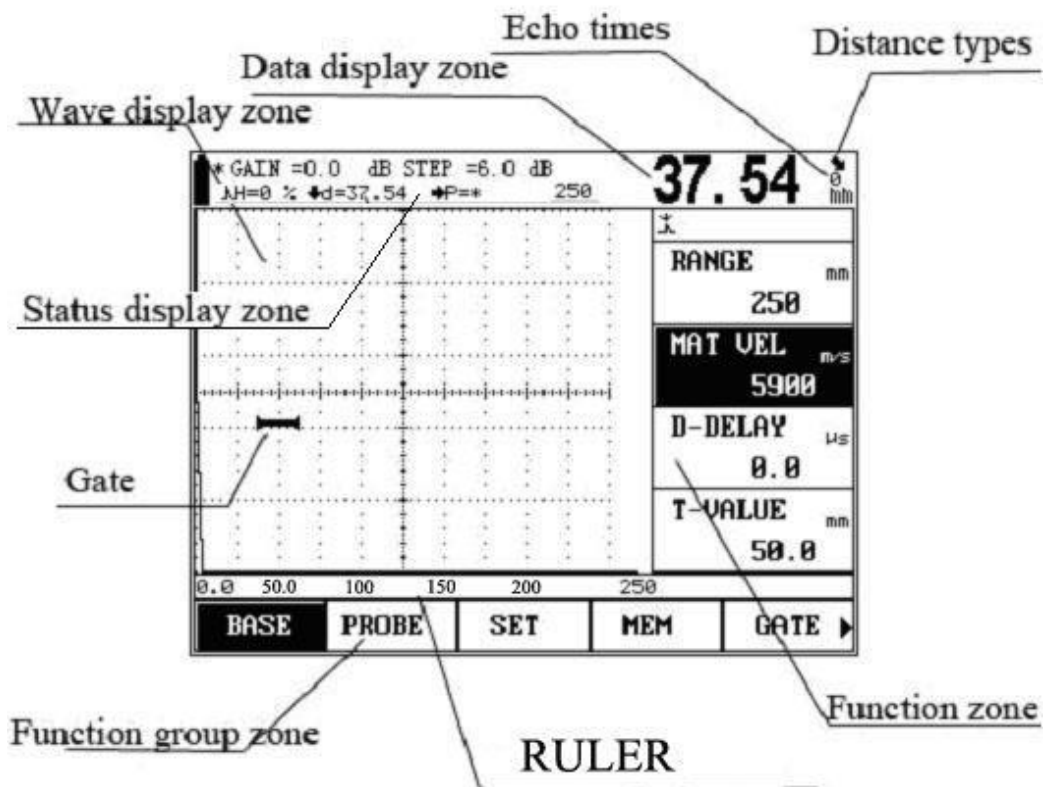 Echo times
Distance types
Data display zone
Wave display zone
* GAIN =0.0 dB STEP =6.0 dB
H=0 % d=37.54 P=* 250
37.54
0
mm
RANGE mm
250
Status display zone
MAT VEL m/s
5900
D-DELAY µs
0.0
Gate
T-VALUE mm
50.0
0.0 50.0 100 150 200 250
BASE PROBE SET MEM GATE
Function zone
Function group zone
RULER